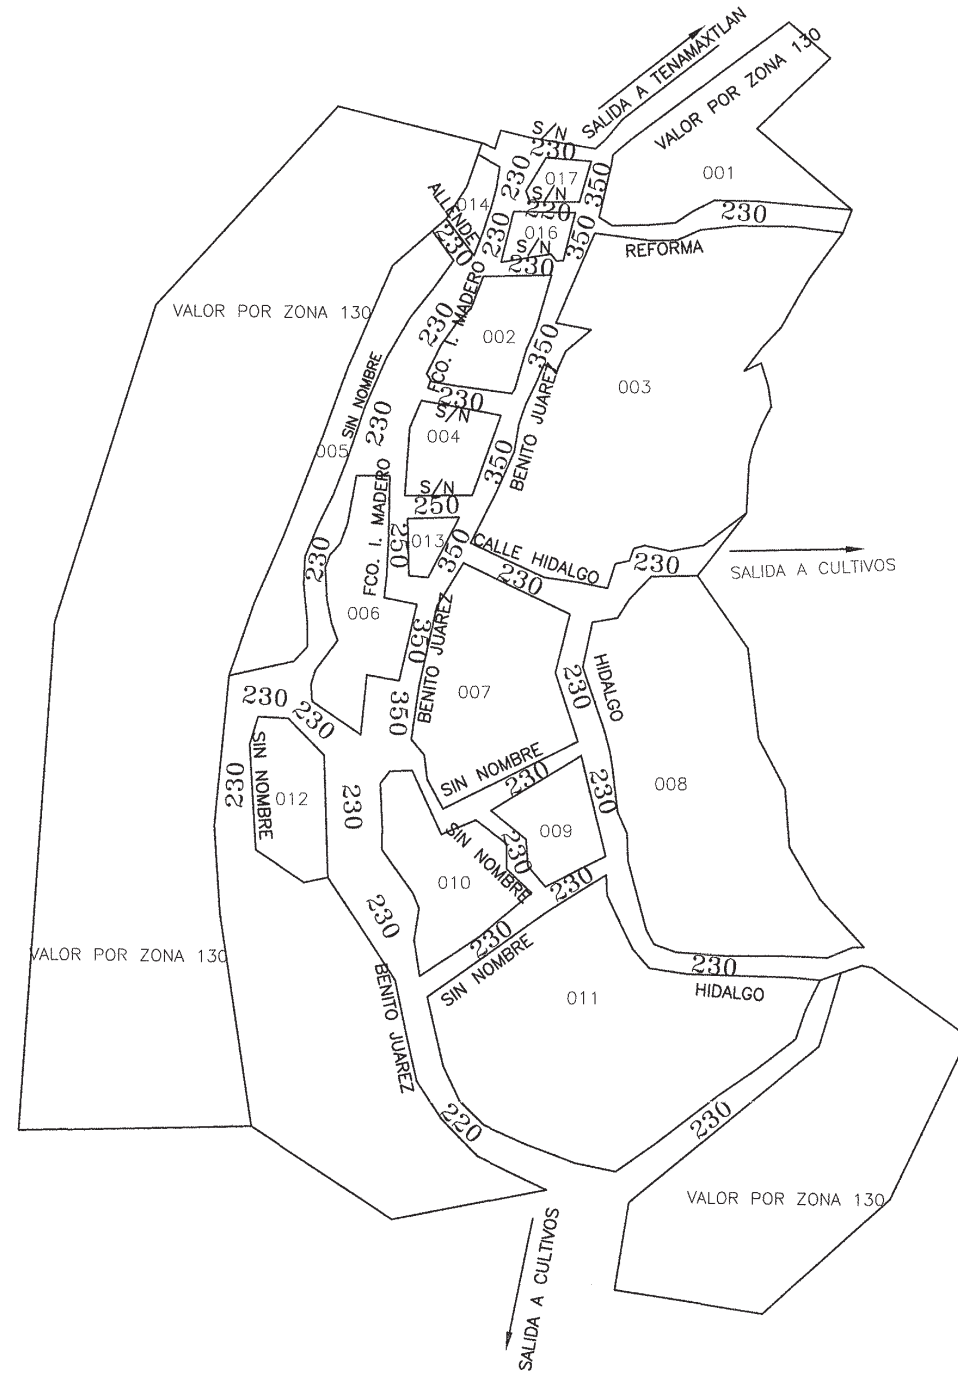 SALIDA A TENAMAXTLAN
VALOR POR ZONA 130
S/N
230
017
230
350
001
S/N
220
ALLENDE
014
230
REFORMA
230
016
230
350
S/N
230
VALOR POR ZONA 130
FCO. I. MADERO
230
002
350
003
BENITO JUAREZ
SIN NOMBRE
230
230
S/N
004
005
350
S/N
250
FCO. I. MADERO
250
013
350
CALLE HIDALGO
230
230
SALIDA A CULTIVOS
230
006
350
BENITO JUAREZ
350
007
230
HIDALGO
230
230
SIN NOMBRE
230
SIN NOMBRE
230
230
012
230
008
230
009
SIN NOMBRE
230
010
230
230
SIN NOMBRE
230
VALOR POR ZONA 130
BENITO JUAREZ
011
230
HIDALGO
220
230
VALOR POR ZONA 130
SALIDA A CULTIVOS